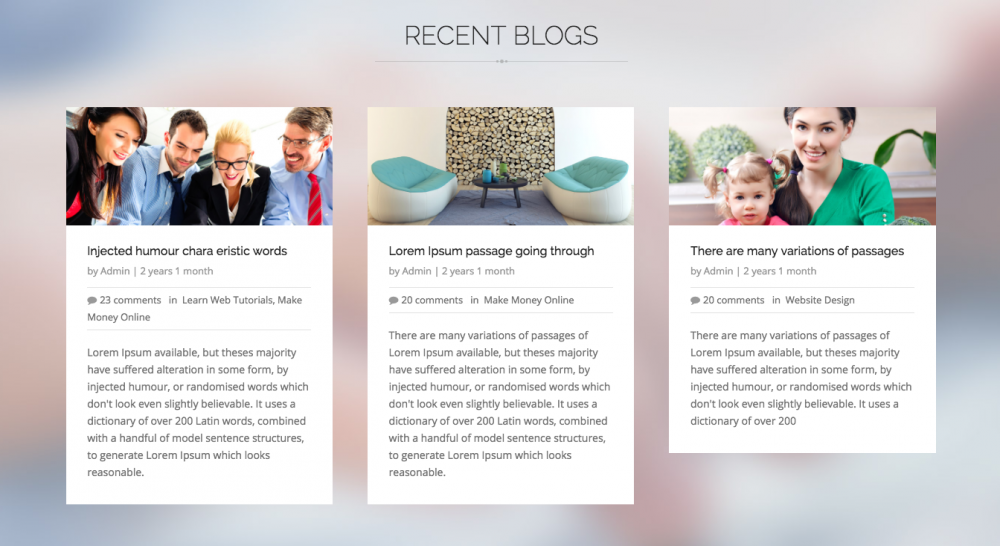 RECENT BLOGS
Injected humour chara eristic words
by Admin | 2 years 1 month
23 comments in Learn Web Tutorials, Make
Money Online
Lorem Ipsum available, but theses majority
have suffered alteration in some form, by
injected humour, or randomised words which
don't look even slightly believable. It uses a
dictionary of over 200 Latin words, combined
with a handful of model sentence structures,
to generate Lorem Ipsum which looks
reasonable.
Lorem Ipsum passage going through
by Admin | 2 years 1 month
20 comments in Make Money Online
There are many variations of passages of
Lorem Ipsum available, but theses majority
have suffered alteration in some form, by
injected humour, or randomised words which
don't look even slightly believable. It uses a
dictionary of over 200 Latin words, combined
with a handful of model sentence structures,
to generate Lorem Ipsum which looks
reasonable.
There are many variations of passages
by Admin | 2 years 1 month
20 comments in Website Design
There are many variations of passages of
Lorem Ipsum available, but theses majority
have suffered alteration in some form, by
injected humour, or randomised words which
don't look even slightly believable. It uses a
dictionary of over 200